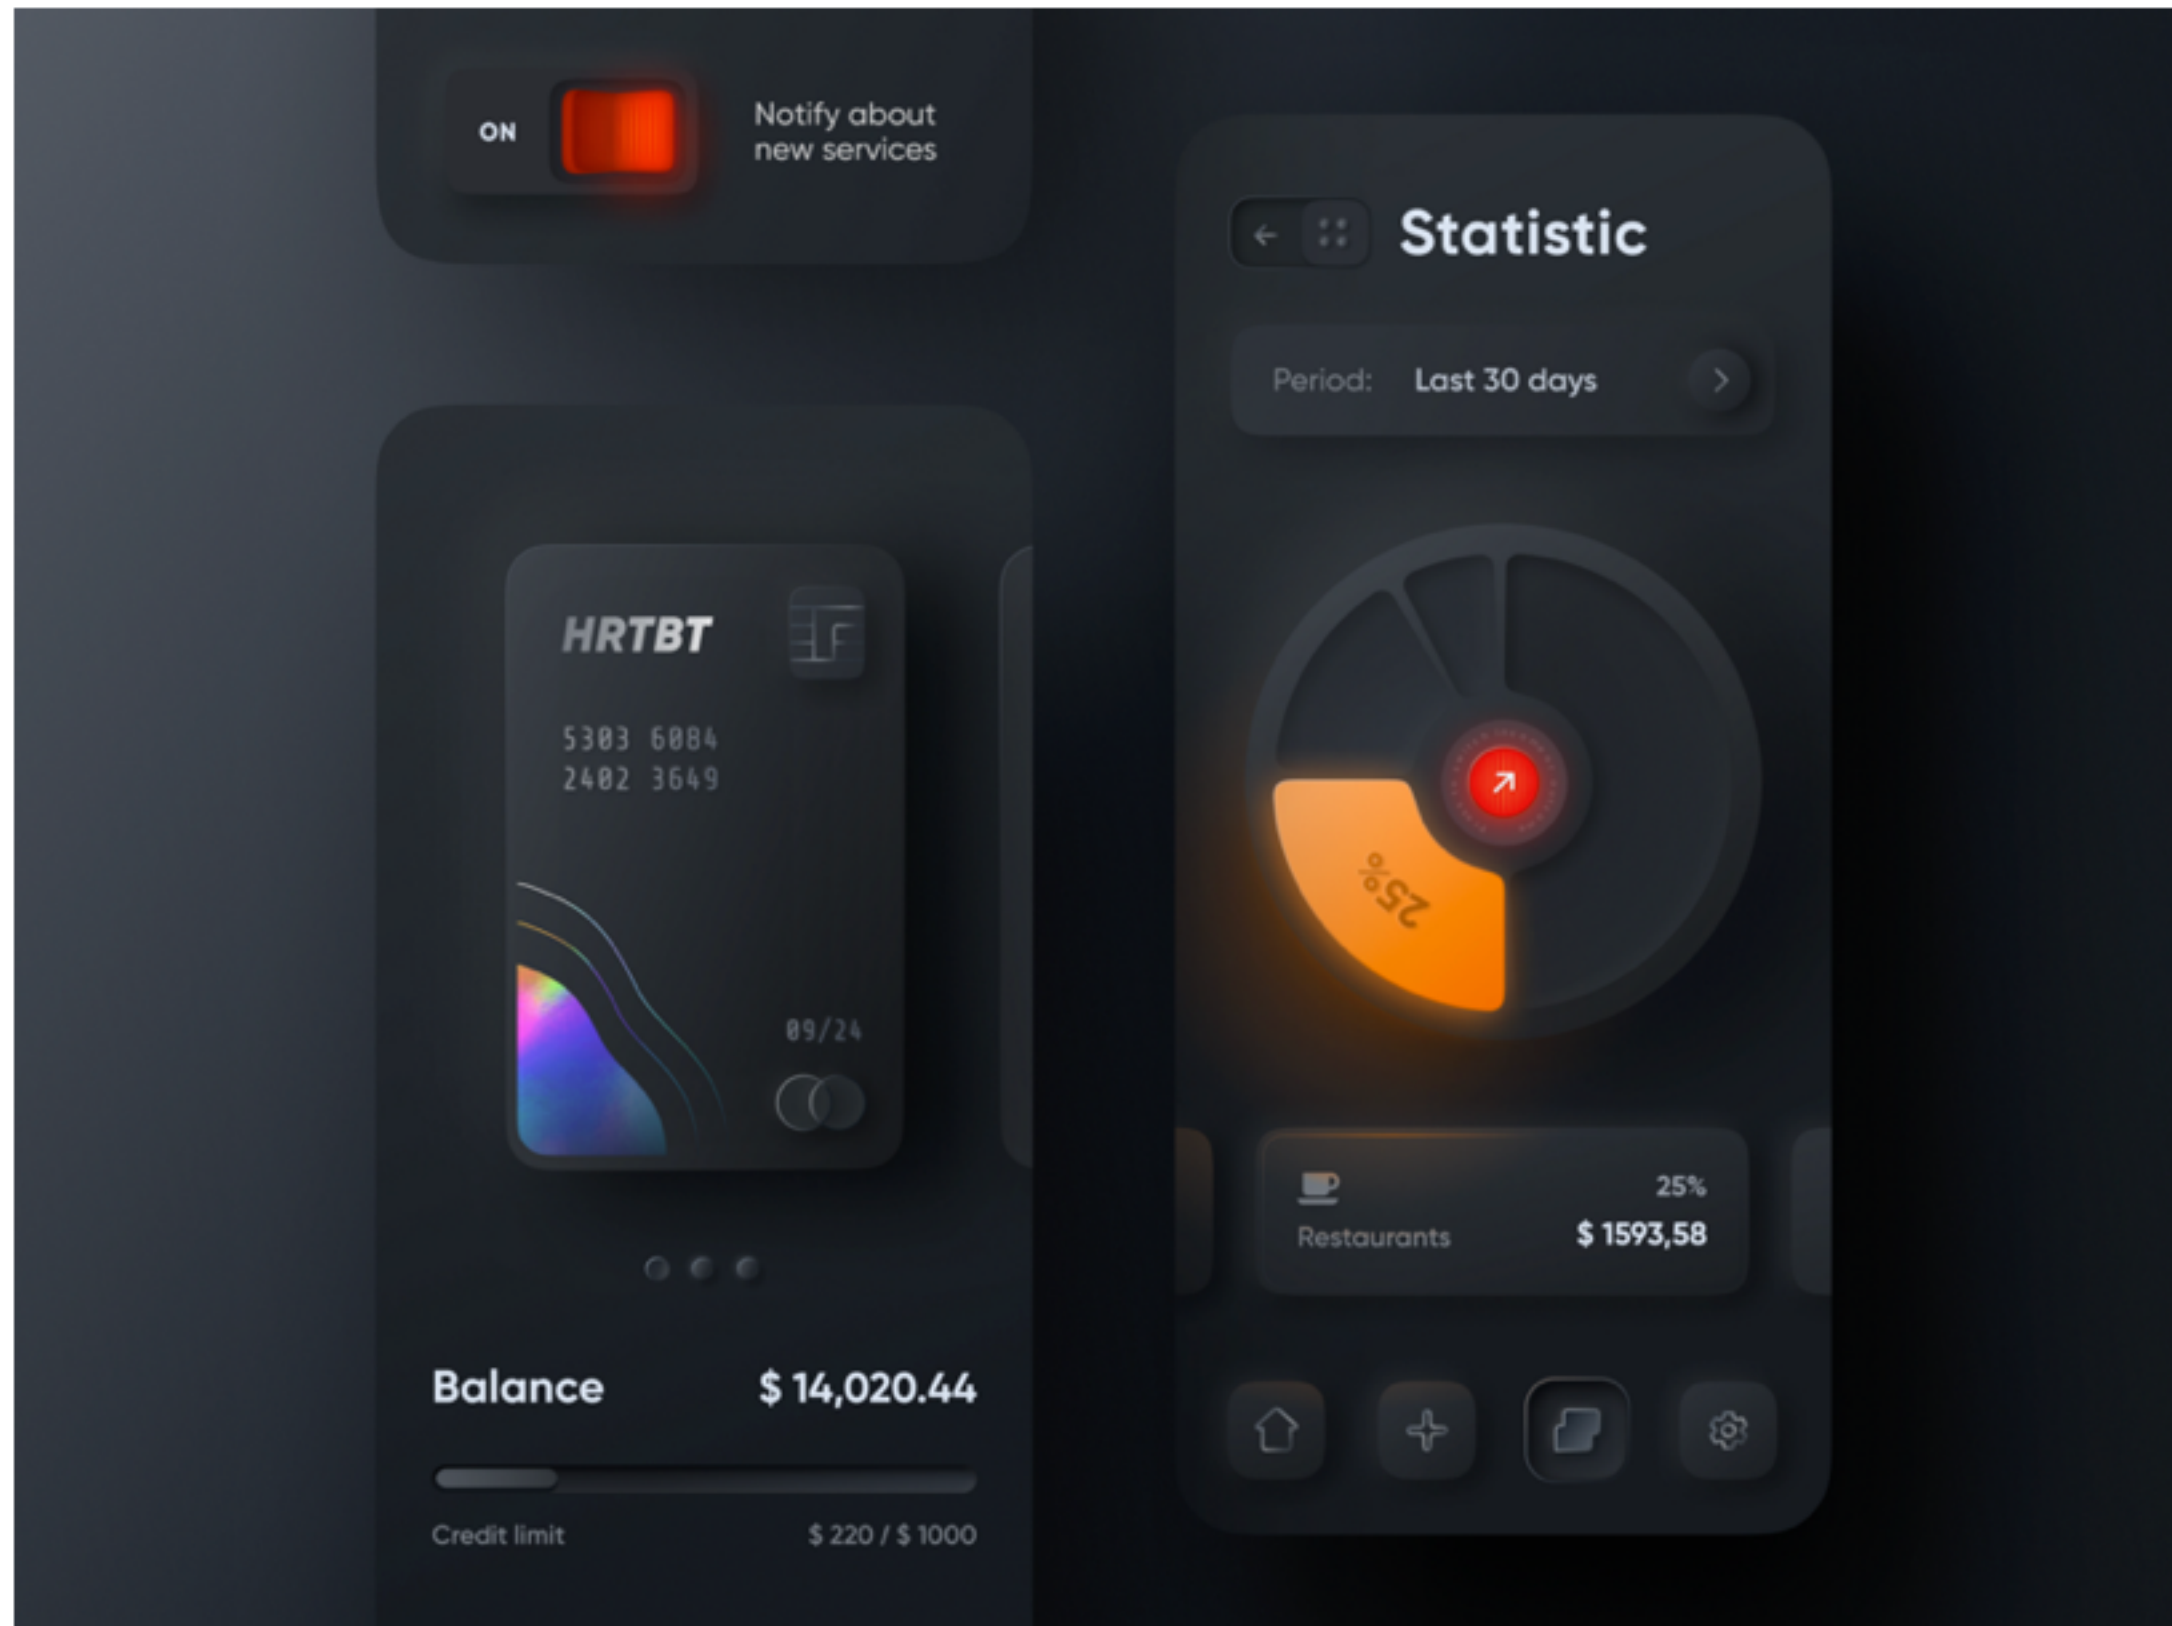 ON
Notify about
new services
HRTBT
5303 6084
2402 3649
09/24
Balance
$ 14,020.44
Credit limit
$ 220 / $ 1000
Statistic
Period:
Last 30 days
25%
25%
Restaurants
$ 1593,58